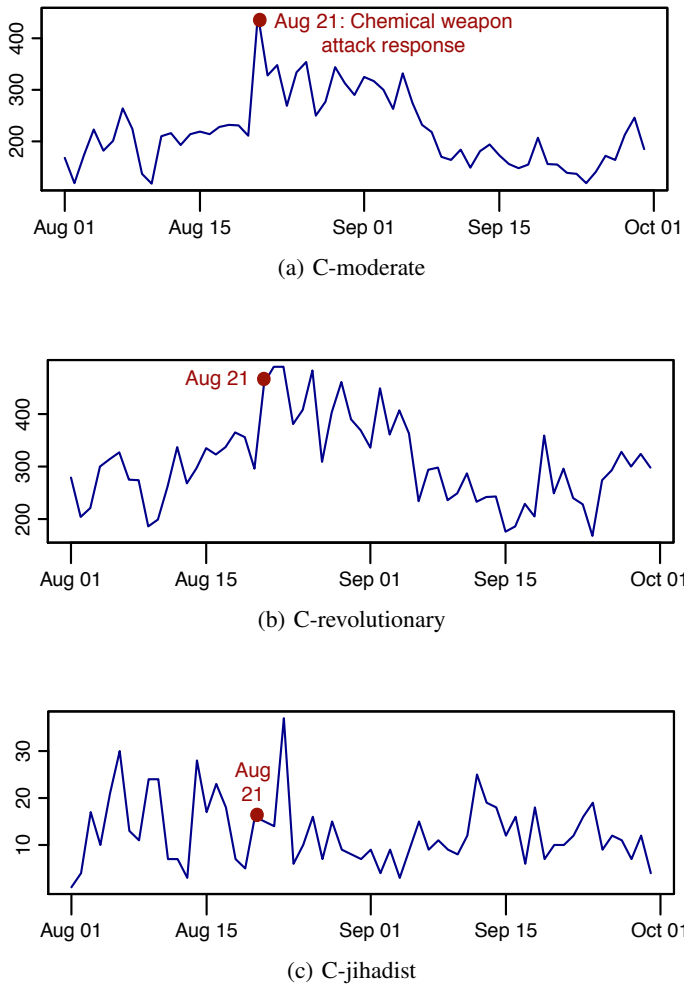 400
300
200
Aug 21: Chemical weapon
attack response
Aug 01
Aug 15
Sep 01
Sep 15
Oct 01
(a) C-moderate
400
300
200
Aug 21
Aug 01
Aug 15
Sep 01
Sep 15
Oct 01
(b) C-revolutionary
30
20
10
Aug
21
Aug 01
Aug 15
Sep 01
Sep 15
Oct 01
(c) C-jihadist